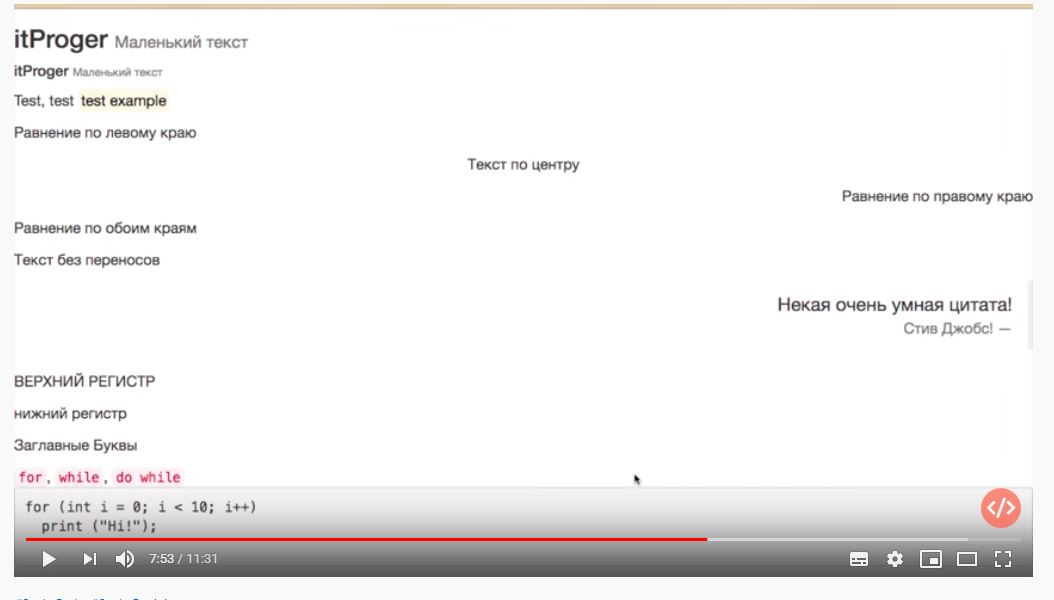 itProger Маленький текст
itProger Маленький текст
Test, test test example
Равнение по левому краю
Текст по центру
Равнение по правому краю
Равнение по обоим краям
Текст без переносов
Некая очень умная цитата!
Стив Джобс! —
ВЕРХНИЙ РЕГИСТР
нижний регистр
Заглавные Буквы
for, while, do while
for (int i = 0; i < 10; i++)
print ("Hi!");
</>
7:53 / 11:31